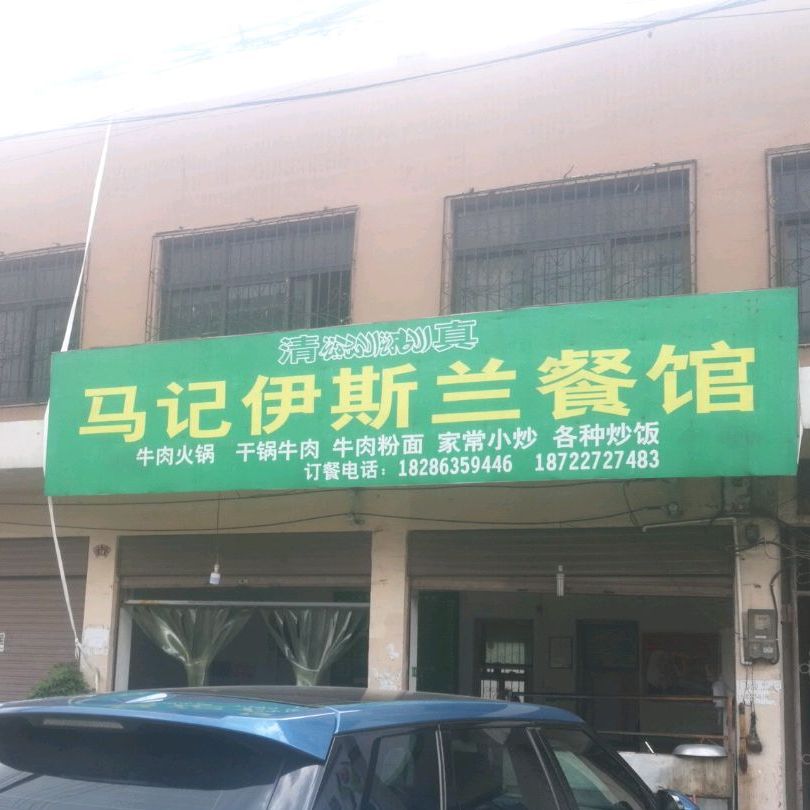 清 真
马记伊斯兰餐馆
牛肉火锅 干锅牛肉 牛肉粉面 家常小炒 各种炒饭
订餐电话：18286359446 18722727483